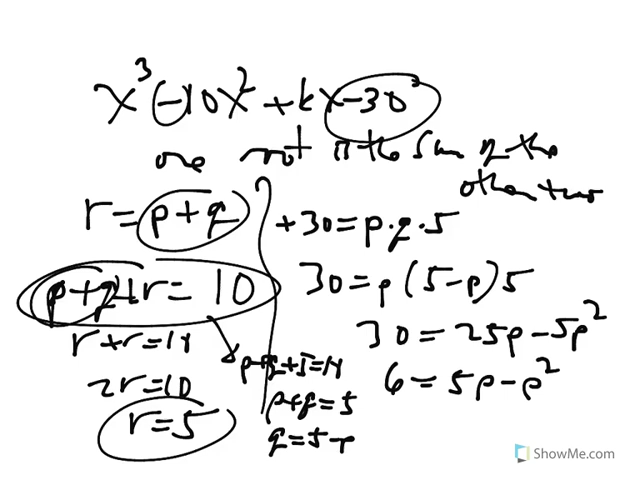 x³-10x²+kx-30
one root is the sum of the
other two
r=p+q
p+q+r=10
r+r=10
2r=10
r=5
p+q+5=10
p+q=5
q=5-p
+30=p.q.5
30=p(5-p)5
30=25p-5p²
6=5p-p²
ShowMe.com